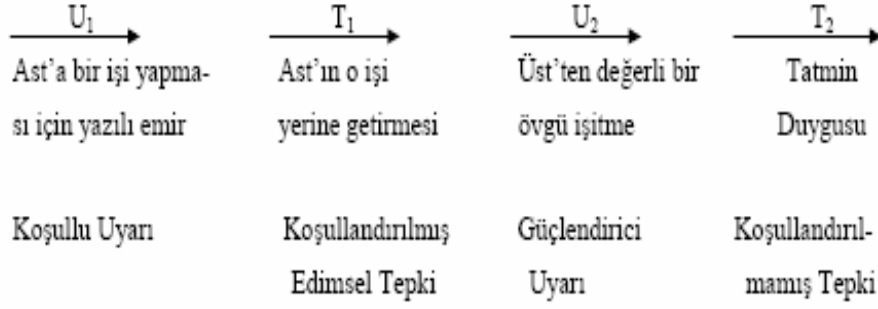 U1 T1 U2 T2
Ast’a bir işi yapma- Ast’ın o işi Üst’ten değerli bir Tatmin
sı için yazılı emir yerine getirmesi övgü işitme Duygusu
Koşullu Uyarı Koşullandırılmış Güçlendirici Koşullandırıl-
Edimsel Tepki Uyarı mamış Tepki